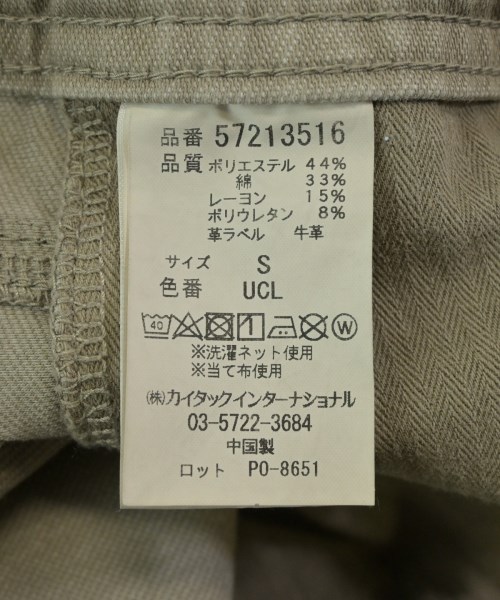 品番 57213516
品質 ポリエステル 44%
綿 33%
レーヨン 15%
ポリウレタン 8%
革ラベル 牛革
サイズ S
色番 UCL
40 W
※洗濯ネット使用
※当て布使用
㈱カイタックインターナショナル
03-5722-3684
中国製
ロット PO-8651